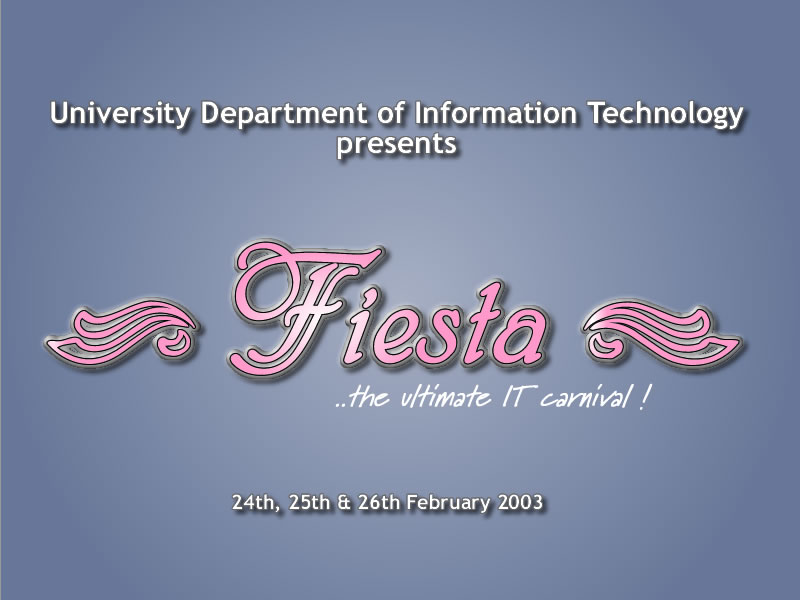 University Department of Information Technology
presents
Fiesta
..the ultimate IT carnival !
24th, 25th & 26th February 2003